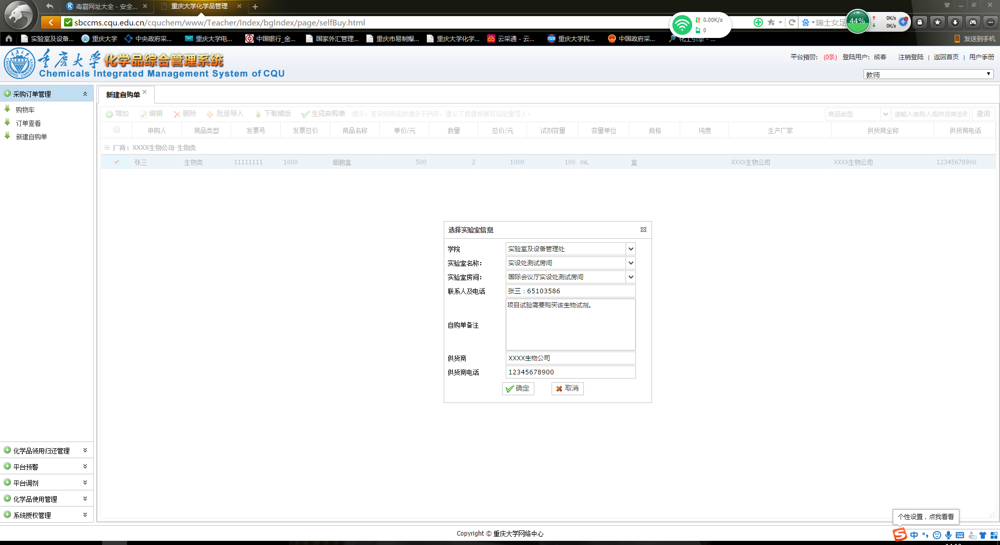 毒霸网址大全 - 安全...
重庆大学化学品管理
sbccms.cqu.edu.cn/cquchem/www/Teacher/Index/bgIndex/page/selfBuy.html
0.00K/s
0
瑞士女足
44%
0K/s
0K/s
实验室及设备...
重庆大学
中央政府采...
重庆大学电...
中国银行_金...
国家外汇管理...
重庆市易制爆...
重庆大学化学...
云采通 - 云...
重庆大学民...
中国政府采...
发送到手机
重庆大学 化学品综合管理系统
Chemicals Integrated Management System of CQU
平台預警: (0条) 登陆用户: 熊春 注销登陆 | 返回首页 | 用户手册
教师
采购订单管理
购物车
订单查看
新建自购单
新建自购单
增加 编辑 删除 批量导入 下载模版 生成自购单 提示：若采购商品数据多于两条，建议下载模板填写后批量导入。
商品类型 请输入申购人或供货商全称 查询
申购人 商品类型 发票号 发票总价 商品名称 单价/元 数量 总价/元 试剂容量 容量单位 规格 纯度 生产厂家 供货商全称 供货商电话
厂商：XXXX生物公司-生物类
张三 生物类 11111111 1000 细胞盒 500 2 1000 100 mL 盒 XXXX生物公司 XXXX生物公司 12345678900
选择实验室信息
学院 实验室及设备管理处
实验室名称： 实设处测试房间
实验室房间： 国际会议厅实设处测试房间
联系人及电话 张三：65103586
自购单备注 项目试验需要购买该生物试剂。
供货商 XXXX生物公司
供货商电话 12345678900
确定 取消
化学品领用归还管理
平台预警
平台调剂
化学品使用管理
系统授权管理
个性设置，点我看看
Copyright © 重庆大学网络中心
中